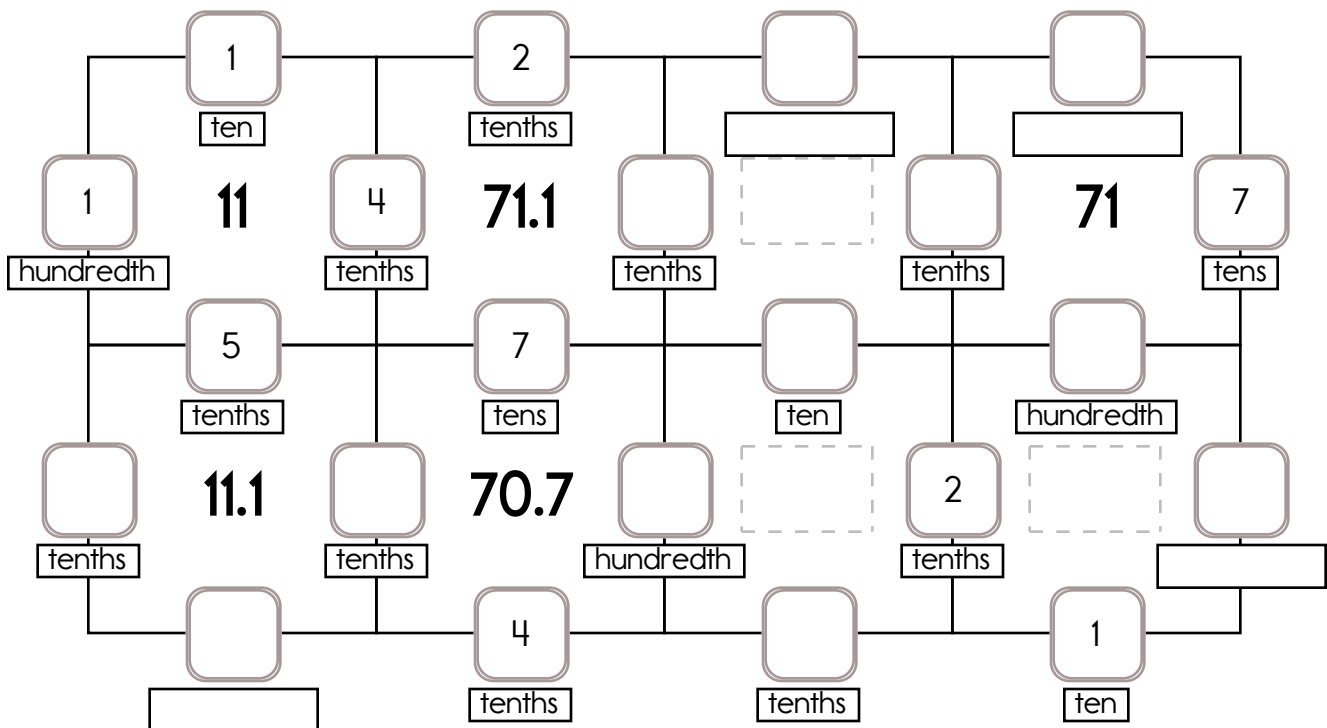 1 2
ten tenths
1 11 4 71.1 71 7
hundredth tenths tenths tenths tens
5 7
tenths tens ten hundredth
11.1 70.7 2
tenths tenths hundredth tenths
4 1
tenths tenths ten